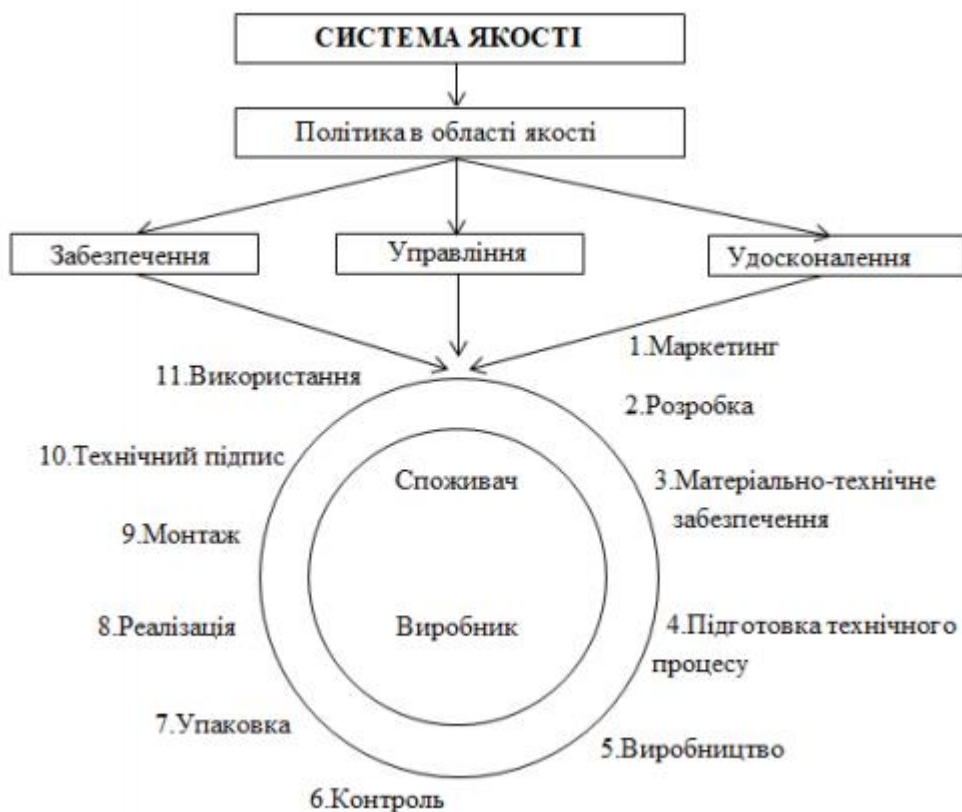 СИСТЕМА ЯКОСТІ
Політика в області якості
Забезпечення
Управління
Удосконалення
1.Маркетинг
2.Розробка
3.Матеріально-технічне
забезпечення
4.Підготовка технічного
процесу
5.Виробництво
6.Контроль
7.Упаковка
8.Реалізація
9.Монтаж
10.Технічний підпис
11.Використання
Споживач
Виробник